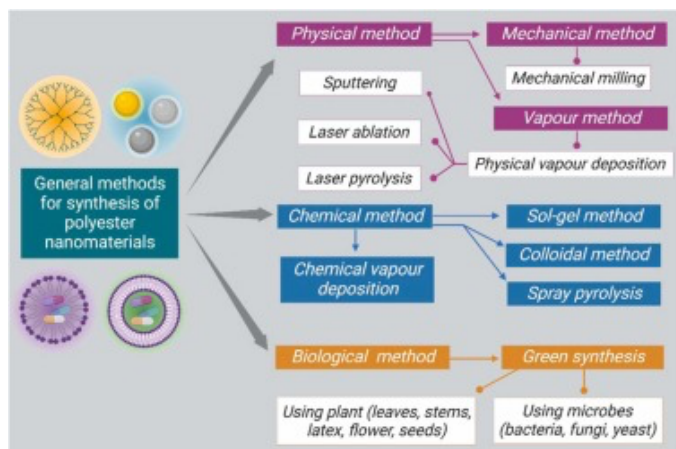 General methods
for synthesis of
polyester
nanomaterials
Physical method
Mechanical method
Mechanical milling
Vapour method
Physical vapour deposition
Sputtering
Laser ablation
Laser pyrolysis
Chemical method
Sol-gel method
Colloidal method
Spray pyrolysis
Chemical vapour
deposition
Biological method
Green synthesis
Using plant (leaves, stems,
latex, flower, seeds)
Using microbes
(bacteria, fungi, yeast)